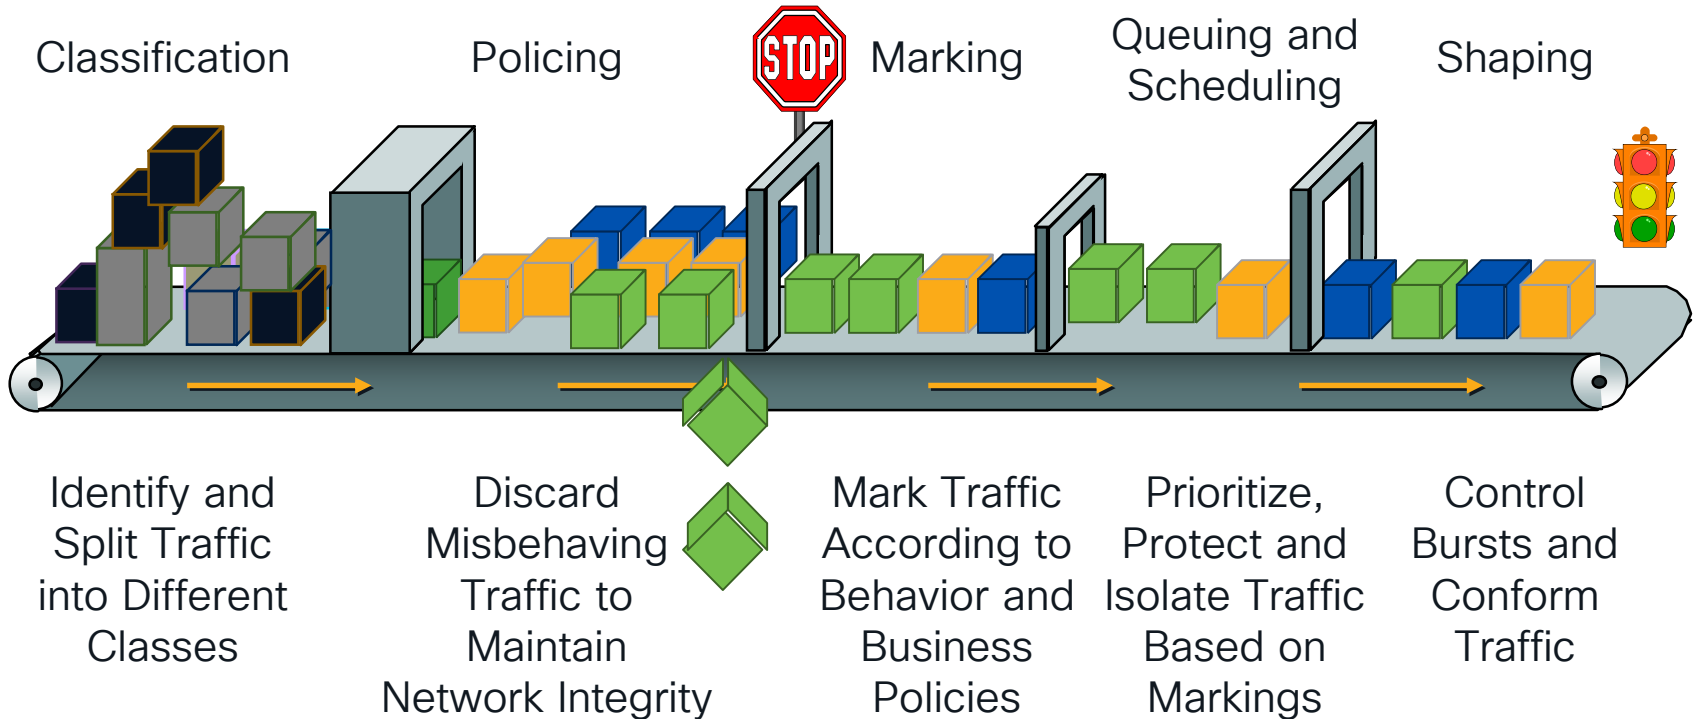 Classification
Policing
STOP
Marking
Queuing and
Scheduling
Shaping
Identify and
Split Traffic
into Different
Classes
Discard
Misbehaving
Traffic to
Maintain
Network Integrity
Mark Traffic
According to
Behavior and
Business
Policies
Prioritize,
Protect and
Isolate Traffic
Based on
Markings
Control
Bursts and
Conform
Traffic